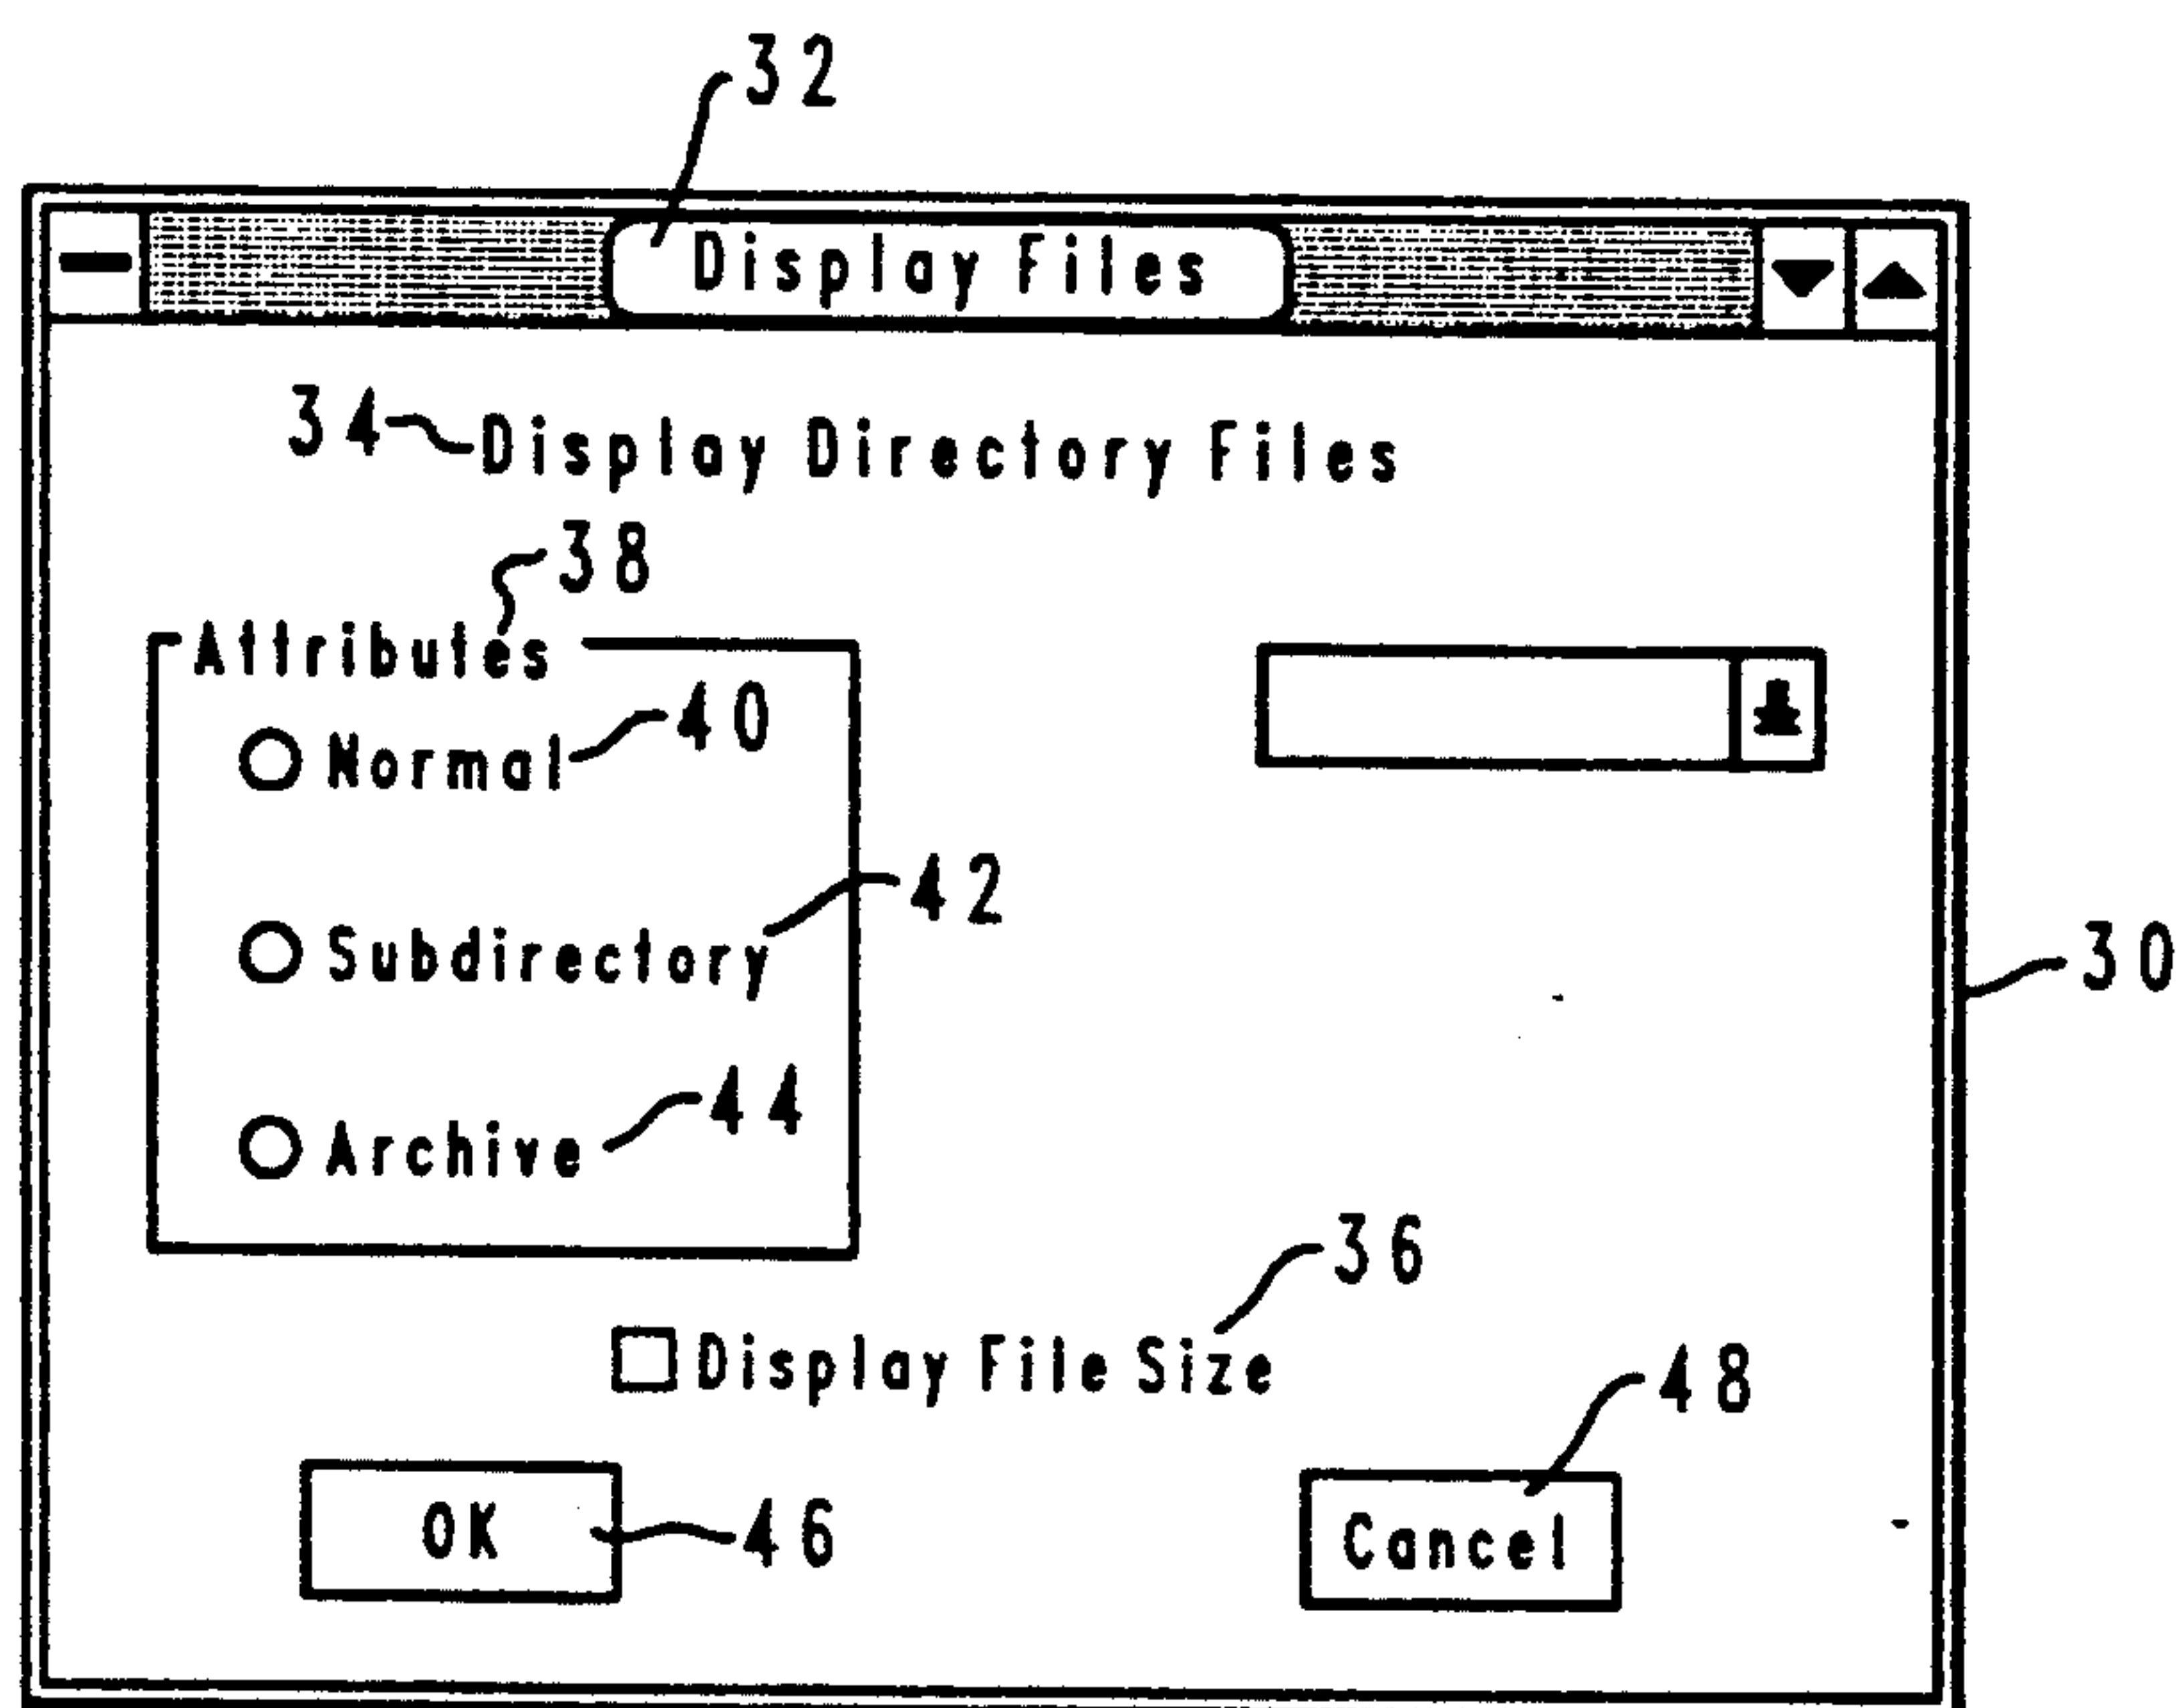 32
Display Files
34 Display Directory Files
38
Attributes
Normal 40
Subdirectory 42
30
Archive 44
36
Display File Size
48
OK 46
Cancel